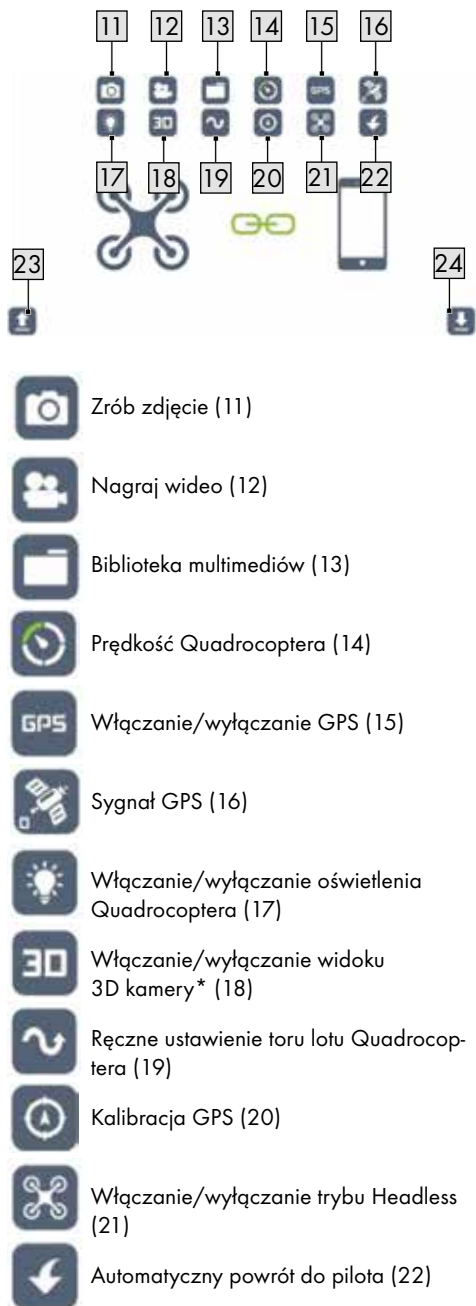 11 12 13 14 15 16
GPS
3D
17 18 19 20 21 22
23 24
Zrób zdjęcie (11)
Nagraj wideo (12)
Biblioteka multimediów (13)
Prędkość Quadrocoptera (14)
GPS Włączanie/wyłączanie GPS (15)
Sygnał GPS (16)
Włączanie/wyłączanie oświetlenia
Quadrocoptera (17)
3D Włączanie/wyłączanie widoku
3D kamery* (18)
Ręczne ustawienie toru lotu Quadrocop-
tera (19)
Kalibracja GPS (20)
Włączanie/wyłączanie trybu Headless
(21)
Automatyczny powrót do pilota (22)